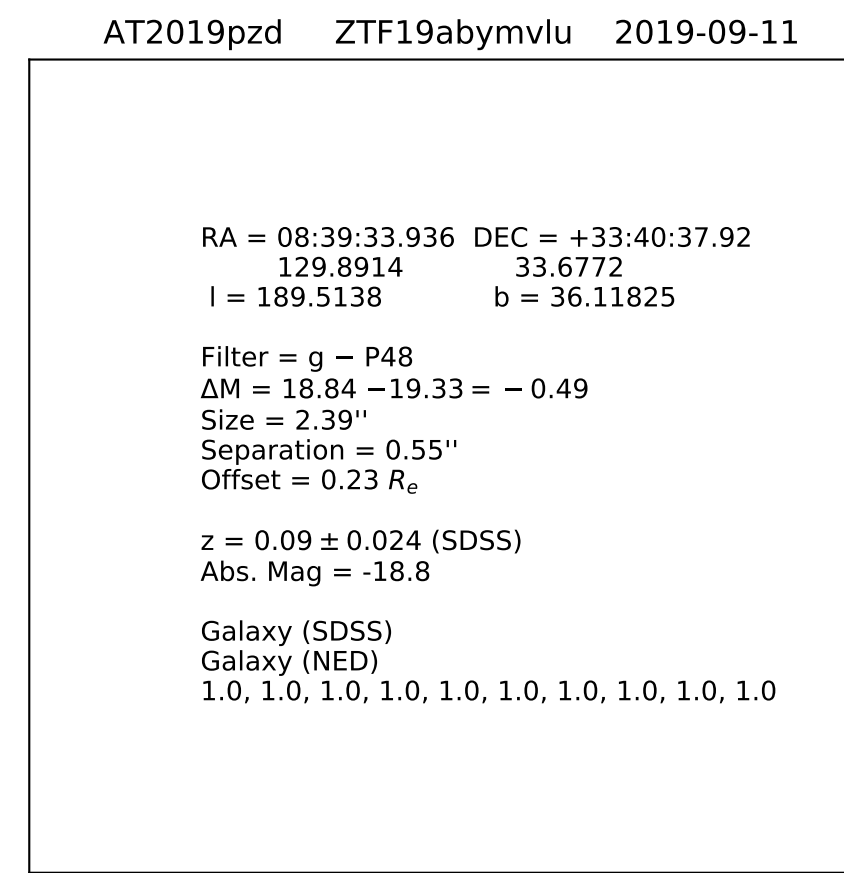 AT2019pzd ZTF19abymvlu 2019-09-11
RA = 08:39:33.936 DEC = +33:40:37.92
129.8914 33.6772
l = 189.5138 b = 36.11825
Filter = g − P48
ΔM = 18.84 −19.33 = − 0.49
Size = 2.39''
Separation = 0.55''
Offset = 0.23 Rₑ
z = 0.09 ± 0.024 (SDSS)
Abs. Mag = -18.8
Galaxy (SDSS)
Galaxy (NED)
1.0, 1.0, 1.0, 1.0, 1.0, 1.0, 1.0, 1.0, 1.0, 1.0